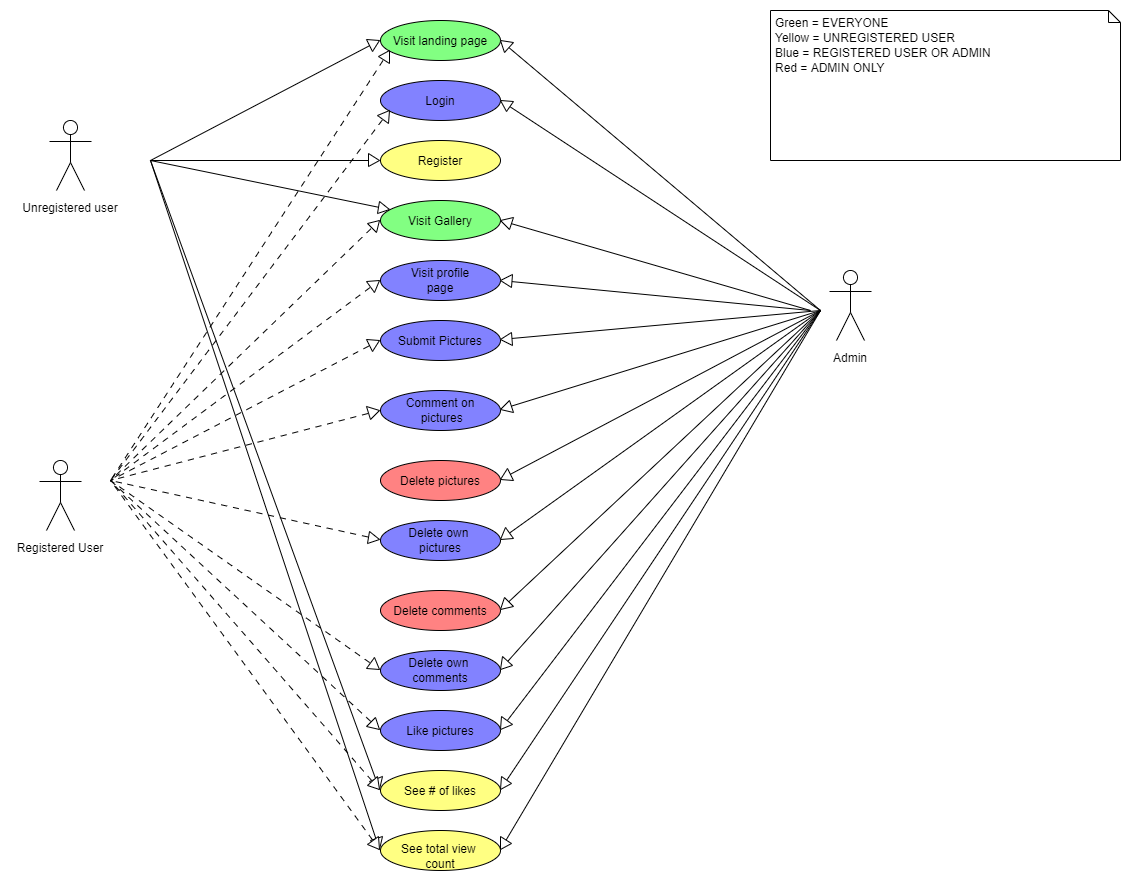 Green = EVERYONE
Yellow = UNREGISTERED USER
Blue = REGISTERED USER OR ADMIN
Red = ADMIN ONLY
Visit landing page
Login
Register
Visit Gallery
Visit profile
page
Submit Pictures
Comment on
pictures
Delete pictures
Delete own
pictures
Delete comments
Delete own
comments
Like pictures
See # of likes
See total view
count
Unregistered user
Registered User
Admin